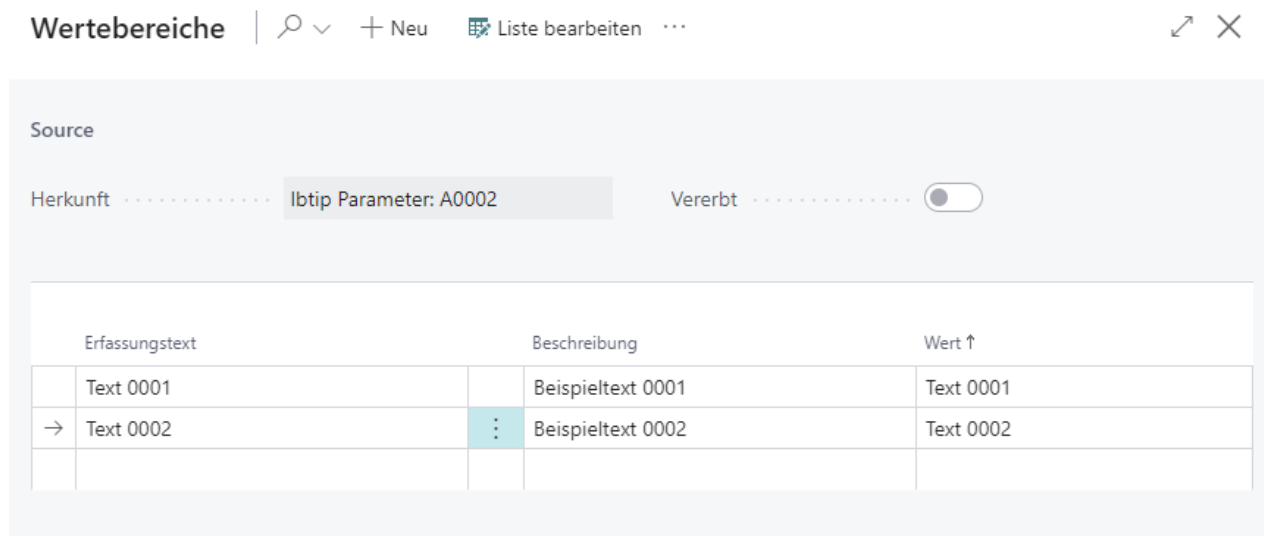 Wertebereiche Neu Liste bearbeiten ...
Source
Herkunft Ibtip Parameter: A0002 Vererbt
Erfassungstext Beschreibung Wert ↑
Text 0001 Beispieltext 0001 Text 0001
→ Text 0002 Beispieltext 0002 Text 0002